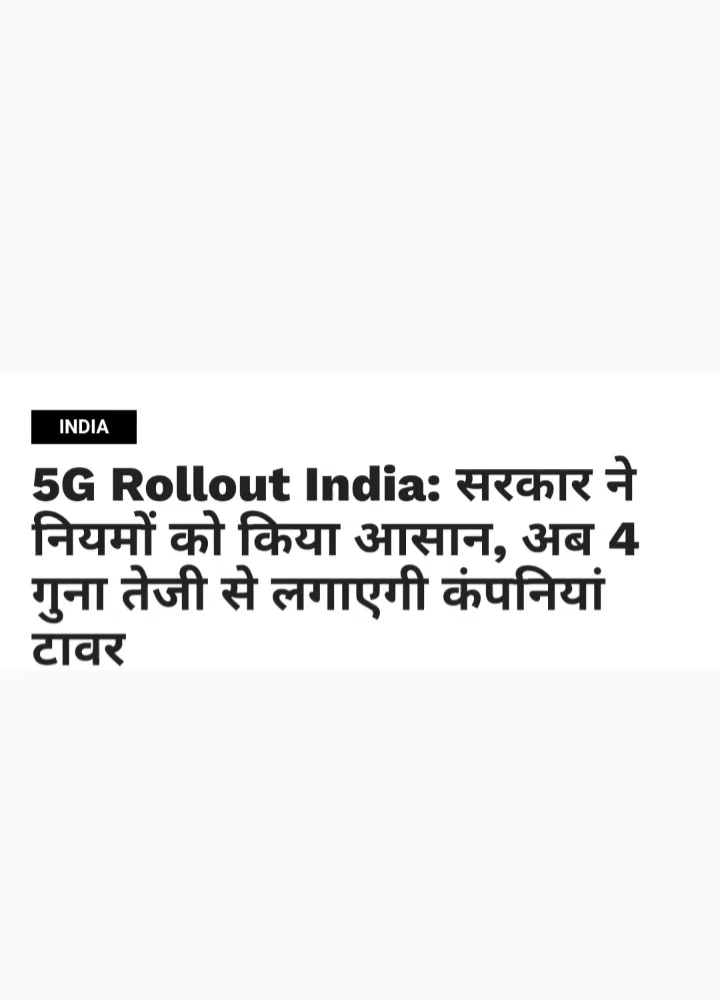 INDIA
5G Rollout India: सरकार ने
नियमों को किया आसान, अब 4
गुना तेजी से लगाएगी कंपनियां
टावर